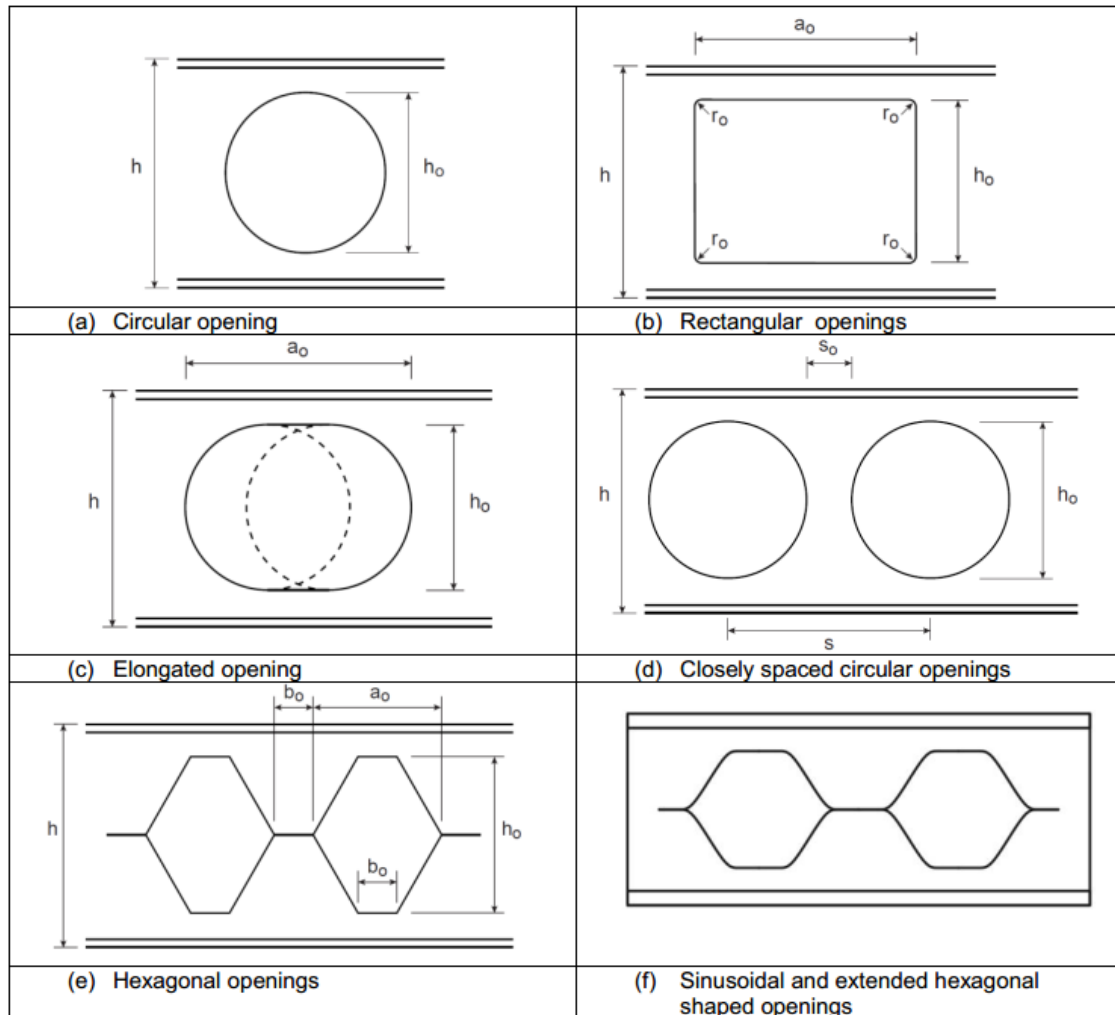 a₀
h
h₀
h
r₀
r₀
r₀
r₀
h₀
(a) Circular opening
(b) Rectangular openings
a₀
h
h₀
s₀
h
h₀
s
(c) Elongated opening
(d) Closely spaced circular openings
b₀
a₀
h
b₀
h₀
(e) Hexagonal openings
(f) Sinusoidal and extended hexagonal
shaped openings